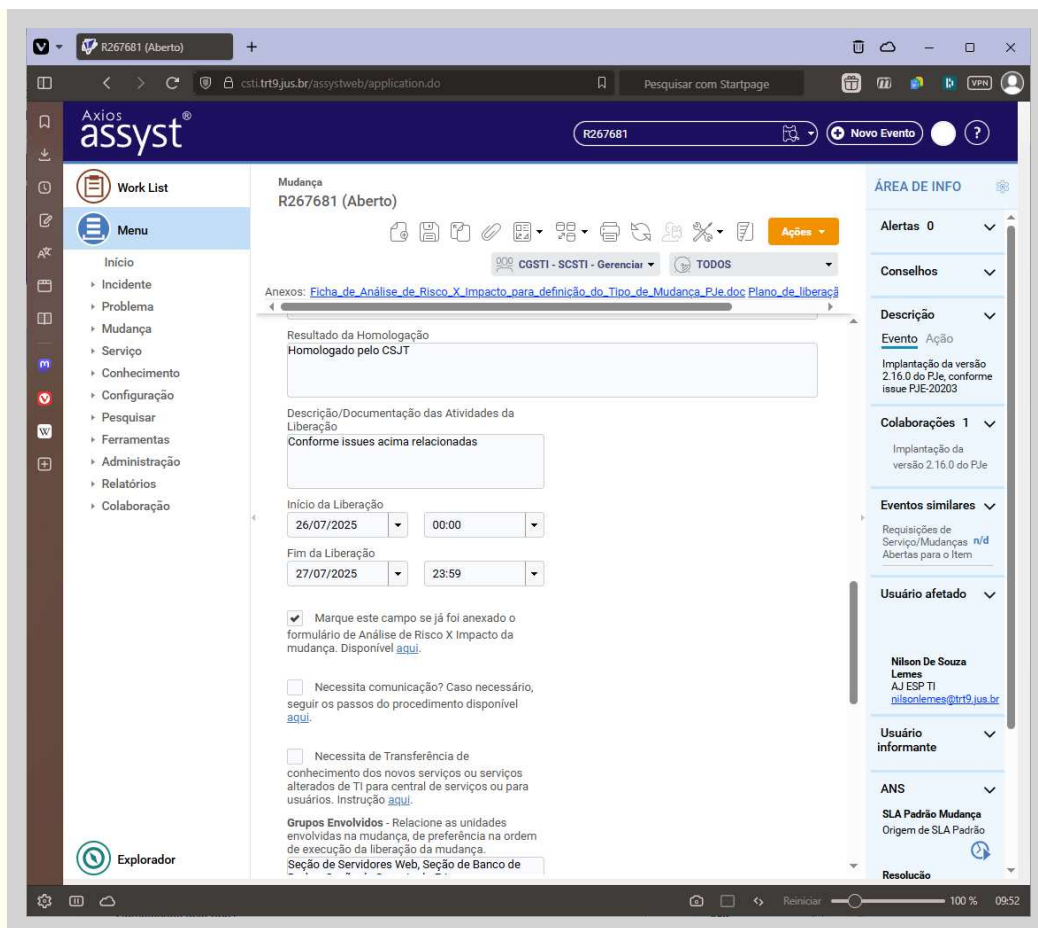 R267681 (Aberto)
csti.trt9.jus.br/assystweb/application.do
Pesquisar com Startpage
VPN
Axios
assyst®
R267681
Novo Evento
?
Work List
Menu
Início
Incidente
Problema
Mudança
Serviço
Conhecimento
Configuração
Pesquisar
Ferramentas
Administração
Relatórios
Colaboração
Explorador
Mudança
R267681 (Aberto)
Ações
CGSTI - SCSTI - Gerenciar
TODOS
Anexos: Ficha_de_Análise_de_Risco_X_Impacto_para_definição_do_Tipo_de_Mudança_PJe.doc Plano_de_liberaçã
Resultado da Homologação
Homologado pelo CSJT
Descrição/Documentação das Atividades da
Liberação
Conforme issues acima relacionadas
Início da Liberação
26/07/2025 00:00
Fim da Liberação
27/07/2025 23:59
Marque este campo se já foi anexado o
formulário de Análise de Risco X Impacto da
mudança. Disponível aqui.
Necessita comunicação? Caso necessário,
seguir os passos do procedimento disponível
aqui.
Necessita de Transferência de
conhecimento dos novos serviços ou serviços
alterados de TI para central de serviços ou para
usuários. Instrução aqui.
Grupos Envolvidos - Relacione as unidades
envolvidas na mudança, de preferência na ordem
de execução da liberação da mudança.
Seção de Servidores Web, Seção de Banco de
ÁREA DE INFO
Alertas 0
Conselhos
Descrição
Evento Ação
Implantação da versão
2.16.0 do PJe, conforme
issue PJE-20203
Colaborações 1
Implantação da
versão 2.16.0 do PJe
Eventos similares
Requisições de
Serviço/Mudanças n/d
Abertas para o Item
Usuário afetado
Nilson De Souza
Lemes
AJ ESP TI
nilsonlemes@trt9.jus.br
Usuário
informante
ANS
SLA Padrão Mudança
Origem de SLA Padrão
Resolução
Reiniciar
100 %
09:52